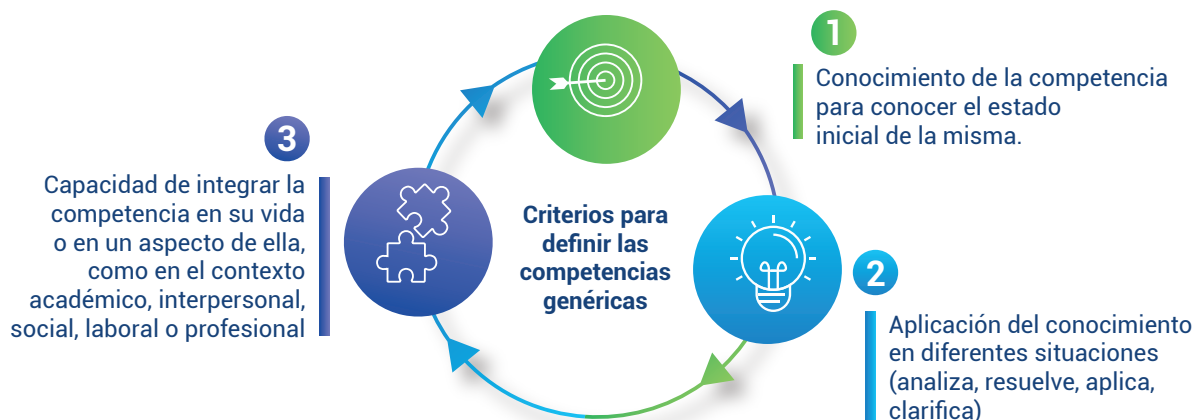 1
Conocimiento de la competencia
para conocer el estado
inicial de la misma.
2
Aplicación del conocimiento
en diferentes situaciones
(analiza, resuelve, aplica,
clarifica)
3
Capacidad de integrar la
competencia en su vida
o en un aspecto de ella,
como en el contexto
académico, interpersonal,
social, laboral o profesional
Criterios para
definir las
competencias
genéricas